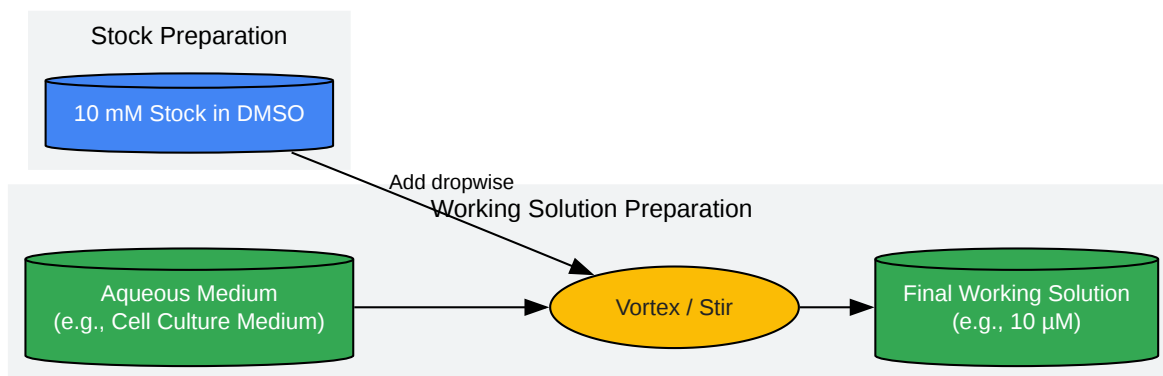 Stock Preparation
10 mM Stock in DMSO
Add dropwise
Working Solution Preparation
Aqueous Medium
(e.g., Cell Culture Medium)
Vortex / Stir
Final Working Solution
(e.g., 10 µM)